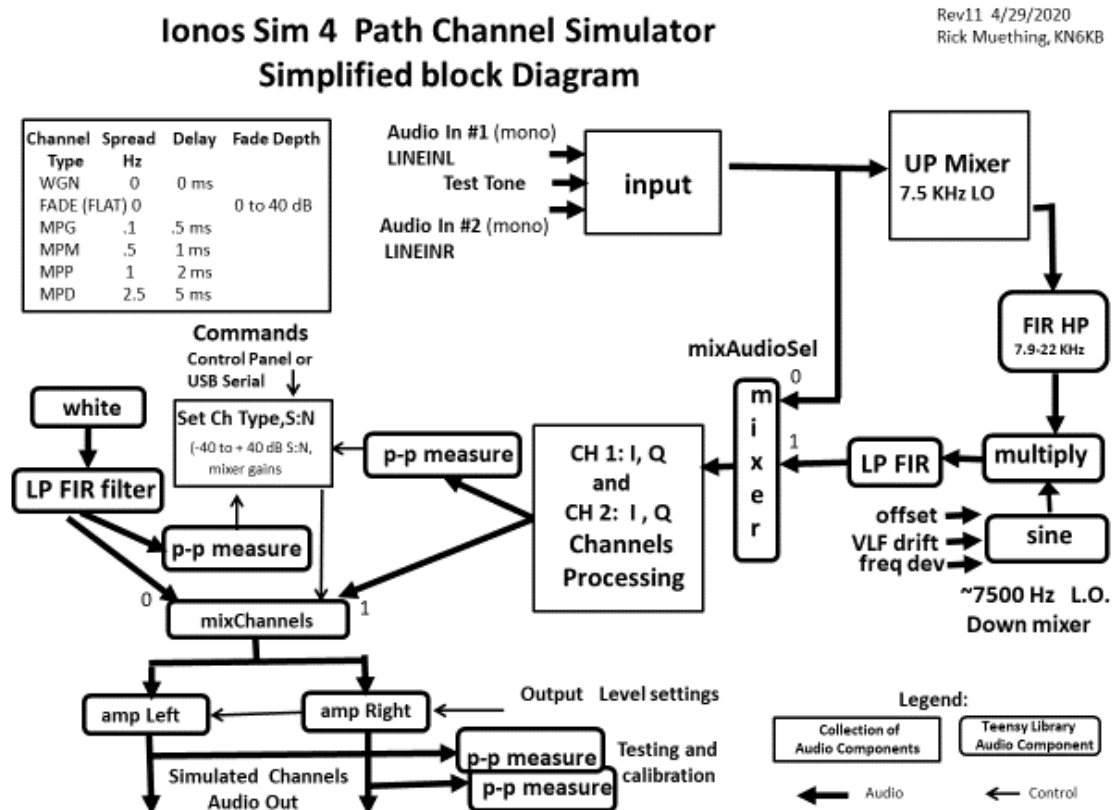 Ionos Sim 4 Path Channel Simulator
Simplified block Diagram
Rev11 4/29/2020
Rick Muething, KN6KB
Channel Spread Delay Fade Depth
Type Hz
WGN 0 0 ms
FADE (FLAT) 0 0 to 40 dB
MPG .1 .5 ms
MPM .5 1 ms
MPP 1 2 ms
MPD 2.5 5 ms
Audio In #1 (mono)
LINEINL
Test Tone
Audio In #2 (mono)
LINEINR
input
UP Mixer
7.5 KHz LO
FIR HP
7.9-22 KHz
multiply
LP FIR
sine
offset
VLF drift
freq dev
~7500 Hz L.O.
Down mixer
mixAudioSel
0
1
mixer
CH 1: I, Q
and
CH 2: I , Q
Channels
Processing
Commands
Control Panel or
USB Serial
Set Ch Type,S:N
(-40 to + 40 dB S:N,
mixer gains
white
LP FIR filter
p-p measure
p-p measure
0
1
mixChannels
amp Left
amp Right
Output Level settings
p-p measure
p-p measure
Testing and
calibration
Simulated Channels
Audio Out
Legend:
Collection of
Audio Components
Teensy Library
Audio Component
Audio
Control